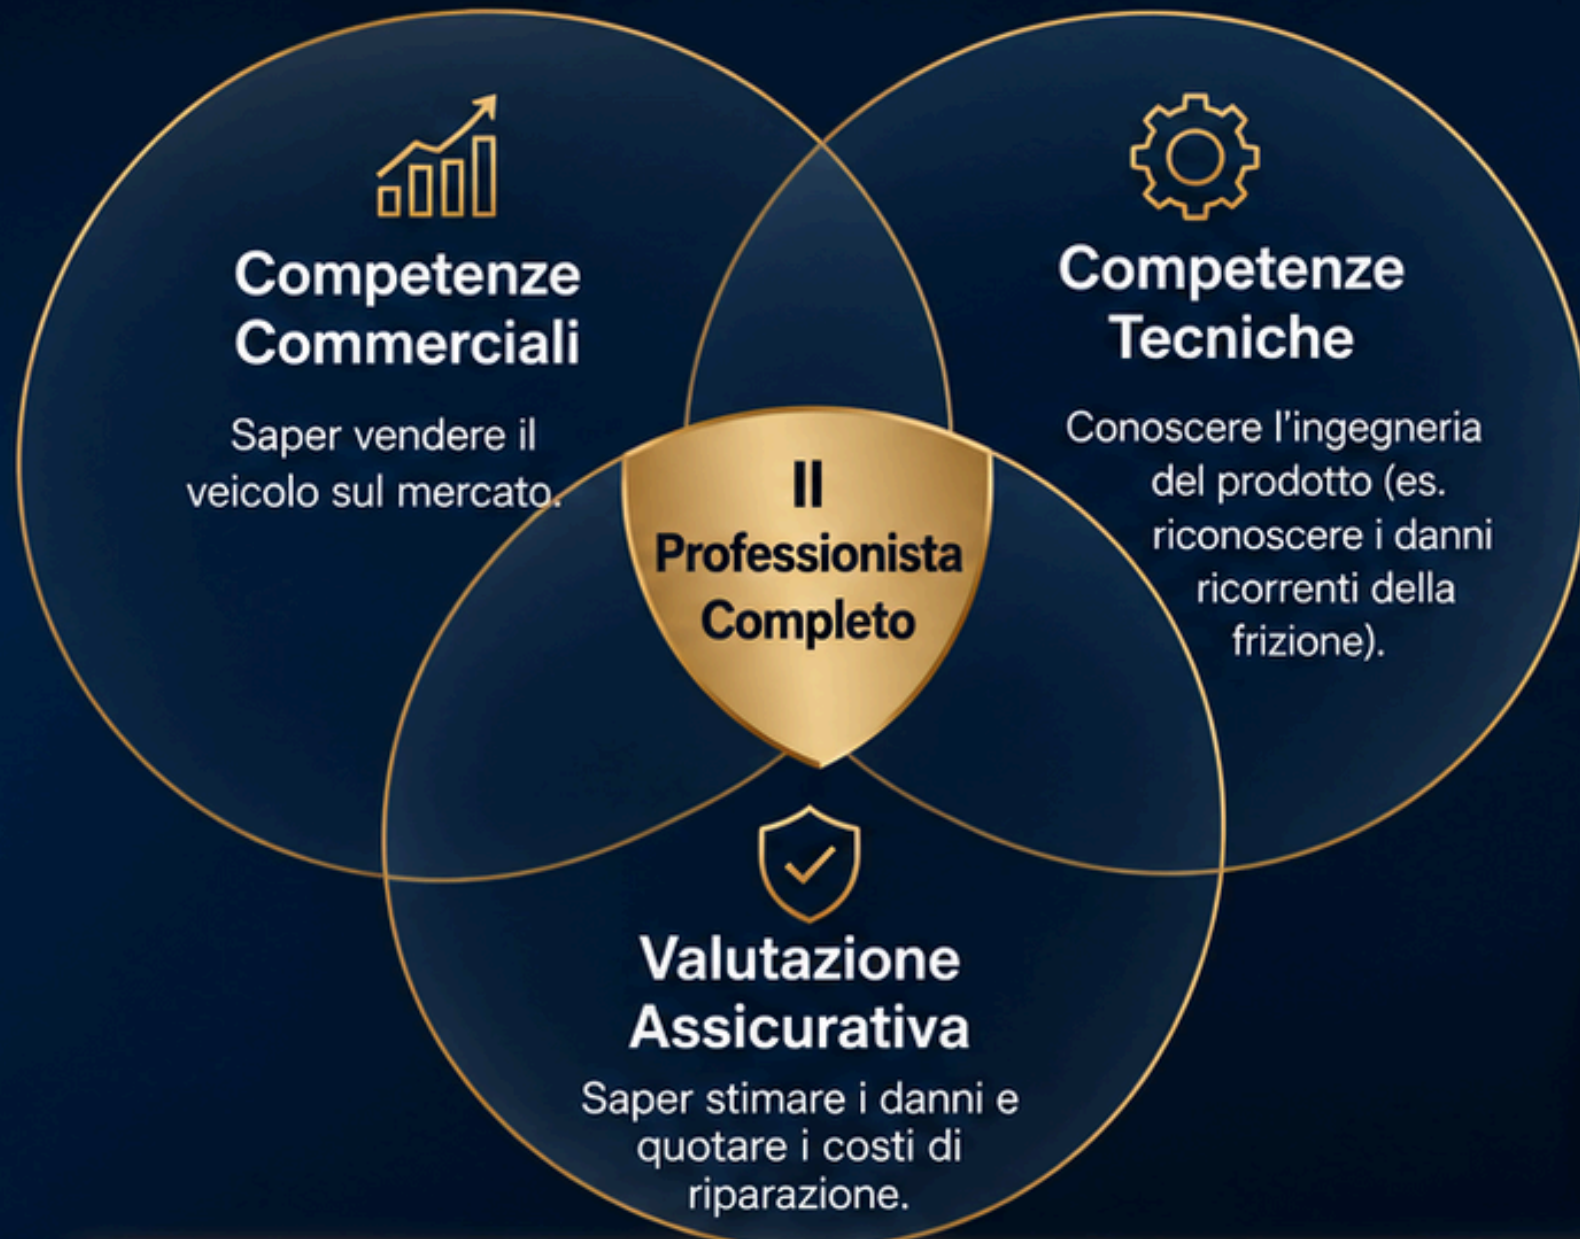 Competenze
Commerciali
Saper vendere il
veicolo sul mercato.
Competenze
Tecniche
Conoscere l'ingegneria
del prodotto (es.
riconoscere i danni
ricorrenti della
frizione).
Il
Professionista
Completo
Valutazione
Assicurativa
Saper stimare i danni e
quotare i costi di
riparazione.